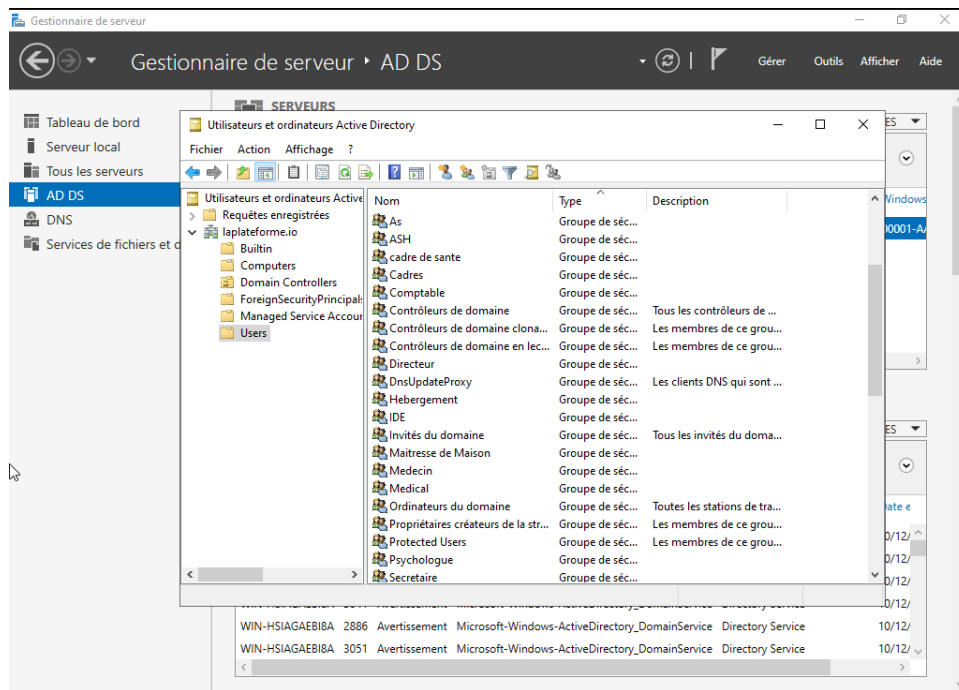 Gestionnaire de serveur
Gestionnaire de serveur ‣ AD DS
Gérer Outils Afficher Aide
SERVEURS
Tableau de bord
Serveur local
Tous les serveurs
AD DS
DNS
Services de fichiers et d
Utilisateurs et ordinateurs Active Directory
Fichier Action Affichage ?
Utilisateurs et ordinateurs Active
Requêtes enregistrées
laplateforme.io
Builtin
Computers
Domain Controllers
ForeignSecurityPrincipals
Managed Service Accour
Users
Nom Type Description
As Groupe de séc...
ASH Groupe de séc...
cadre de sante Groupe de séc...
Cadres Groupe de séc...
Comptable Groupe de séc...
Contrôleurs de domaine Groupe de séc... Tous les contrôleurs de ...
Contrôleurs de domaine clona... Groupe de séc... Les membres de ce grou...
Contrôleurs de domaine en lec... Groupe de séc... Les membres de ce grou...
Directeur Groupe de séc...
DnsUpdateProxy Groupe de séc... Les clients DNS qui sont ...
Hebergement Groupe de séc...
IDE Groupe de séc...
Invités du domaine Groupe de séc... Tous les invités du doma...
Maitresse de Maison Groupe de séc...
Medecin Groupe de séc...
Medical Groupe de séc...
Ordinateurs du domaine Groupe de séc... Toutes les stations de tra...
Propriétaires créateurs de la str... Groupe de séc... Les membres de ce grou...
Protected Users Groupe de séc... Les membres de ce grou...
Psychologue Groupe de séc...
Secretaire Groupe de séc...
ES
Windows
00001-AA
ES
Date e
0/12/
0/12/
0/12/
0/12/
WIN-HSIAGAEBI8A 2886 Avertissement Microsoft-Windows-ActiveDirectory_DomainService Directory Service 10/12/
WIN-HSIAGAEBI8A 3051 Avertissement Microsoft-Windows-ActiveDirectory_DomainService Directory Service 10/12/